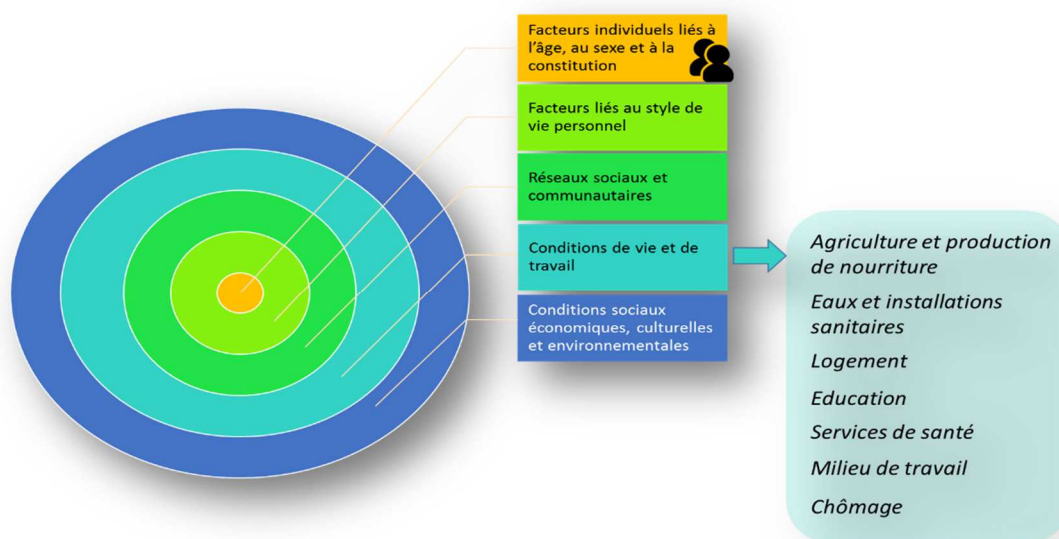 Facteurs individuels liés à
l'âge, au sexe et à la
constitution
Facteurs liés au style de
vie personnel
Réseaux sociaux et
communautaires
Conditions de vie et de
travail
Conditions sociaux
économiques, culturelles
et environnementales
Agriculture et production
de nourriture
Eaux et installations
sanitaires
Logement
Education
Services de santé
Milieu de travail
Chômage